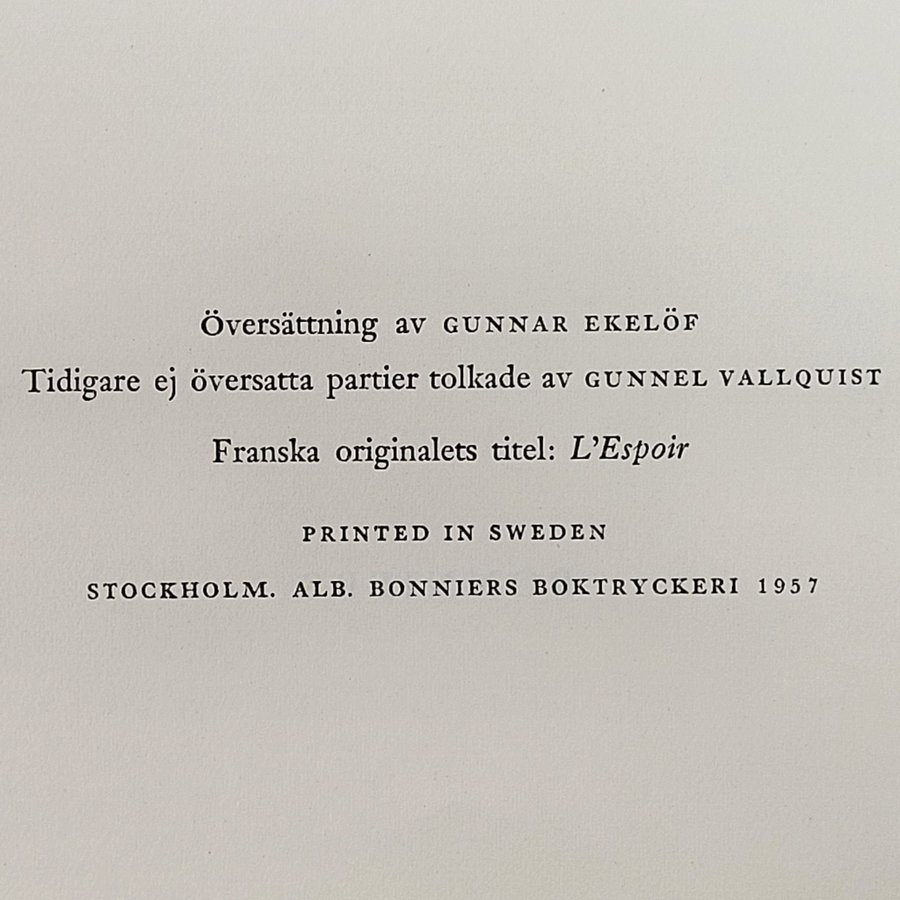 Översättning av GUNNAR EKELÖF
Tidigare ej översatta partier tolkade av GUNNEL VALLQUIST
Franska originalets titel: L’Espoir
PRINTED IN SWEDEN
STOCKHOLM. ALB. BONNIERS BOKTRYCKERI 1957